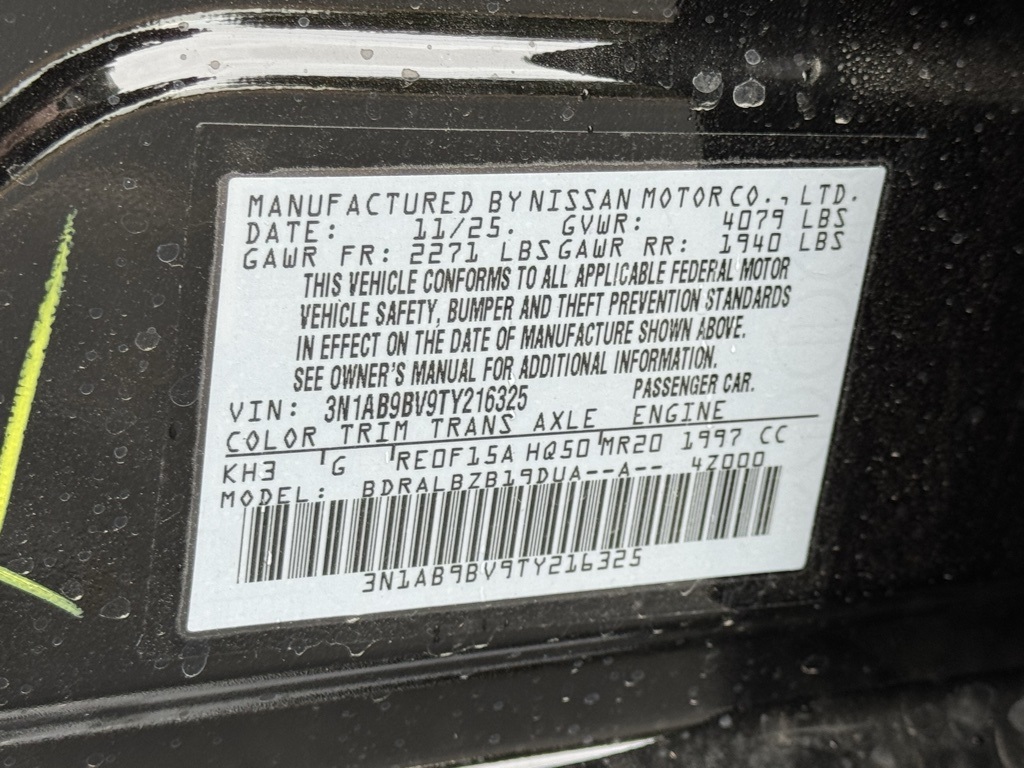 MANUFACTURED BY NISSAN MOTOR CO., LTD.
DATE: 11/25. GVWR: 4079 LBS
GAWR FR: 2271 LBS GAWR RR: 1940 LBS
THIS VEHICLE CONFORMS TO ALL APPLICABLE FEDERAL MOTOR
VEHICLE SAFETY, BUMPER AND THEFT PREVENTION STANDARDS
IN EFFECT ON THE DATE OF MANUFACTURE SHOWN ABOVE.
SEE OWNER'S MANUAL FOR ADDITIONAL INFORMATION.
VIN: 3N1AB9BV9TY216325 PASSENGER CAR.
COLOR TRIM TRANS AXLE ENGINE
KH3 G RE0F15A HQ50 MR20 1997 CC
MODEL: BDRALBZB19DUA--A-- 4Z000
3N1AB9BV9TY216325